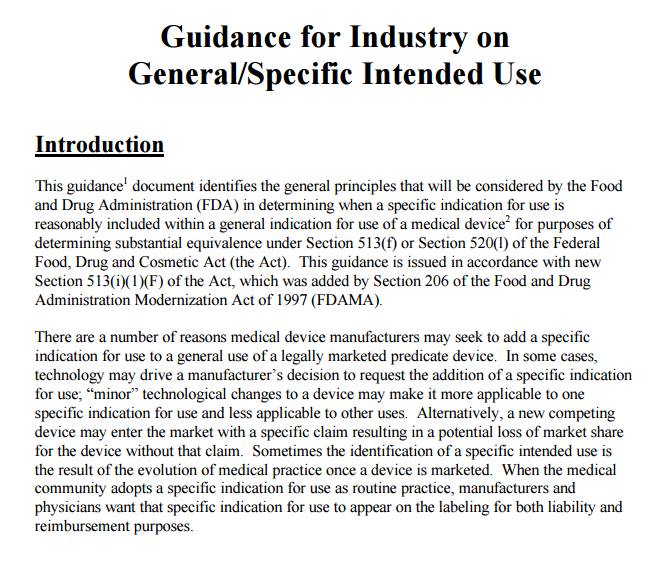 Guidance for Industry on
General/Specific Intended Use
Introduction
This guidance1 document identifies the general principles that will be considered by the Food
and Drug Administration (FDA) in determining when a specific indication for use is
reasonably included within a general indication for use of a medical device2 for purposes of
determining substantial equivalence under Section 513(f) or Section 520(l) of the Federal
Food, Drug and Cosmetic Act (the Act).  This guidance is issued in accordance with new
Section 513(i)(1)(F) of the Act, which was added by Section 206 of the Food and Drug
Administration Modernization Act of 1997 (FDAMA).
There are a number of reasons medical device manufacturers may seek to add a specific
indication for use to a general use of a legally marketed predicate device.  In some cases,
technology may drive a manufacturer’s decision to request the addition of a specific indication
for use; “minor” technological changes to a device may make it more applicable to one
specific indication for use and less applicable to other uses.  Alternatively, a new competing
device may enter the market with a specific claim resulting in a potential loss of market share
for the device without that claim.  Sometimes the identification of a specific intended use is
the result of the evolution of medical practice once a device is marketed.  When the medical
community adopts a specific indication for use as routine practice, manufacturers and
physicians want that specific indication for use to appear on the labeling for both liability and
reimbursement purposes.